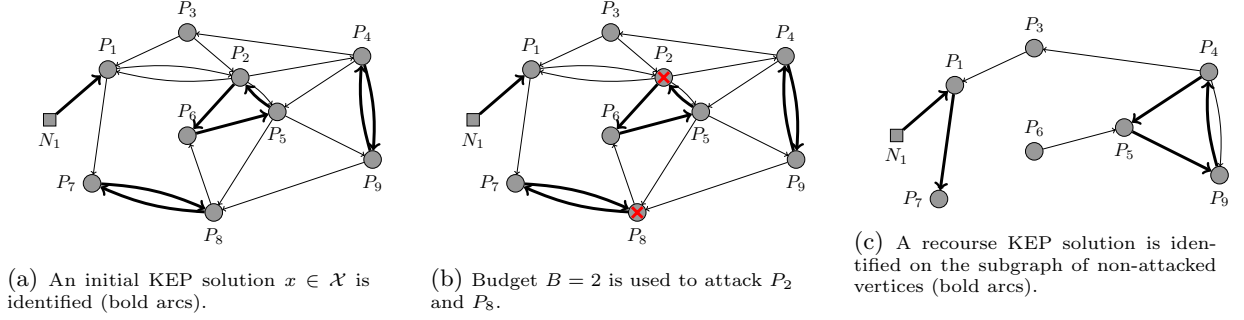 P3
P4
P1
P2
P6
P5
N1
P7
P9
P8
(a) An initial KEP solution x ∈ 𝒳 is
identified (bold arcs).
P3
P4
P1
P2
P6
P5
N1
P7
P9
P8
(b) Budget B = 2 is used to attack P2
and P8.
P3
P4
P1
P6
P5
N1
P7
P9
(c) A recourse KEP solution is iden-
tified on the subgraph of non-attacked
vertices (bold arcs).